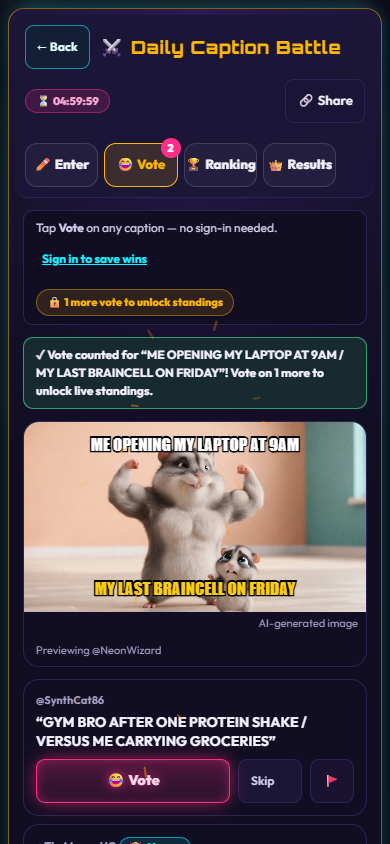 ← Back
Daily Caption Battle
04:59:59
Share
Enter
Vote
2
Ranking
Results
Tap Vote on any caption — no sign-in needed.
Sign in to save wins
1 more vote to unlock standings
✓ Vote counted for “ME OPENING MY LAPTOP AT 9AM /
MY LAST BRAINCELL ON FRIDAY”! Vote on 1 more to
unlock live standings.
ME OPENING MY LAPTOP AT 9AM
MY LAST BRAINCELL ON FRIDAY
AI-generated image
Previewing @NeonWizard
@SynthCat86
“GYM BRO AFTER ONE PROTEIN SHAKE /
VERSUS ME CARRYING GROCERIES”
Vote
Skip